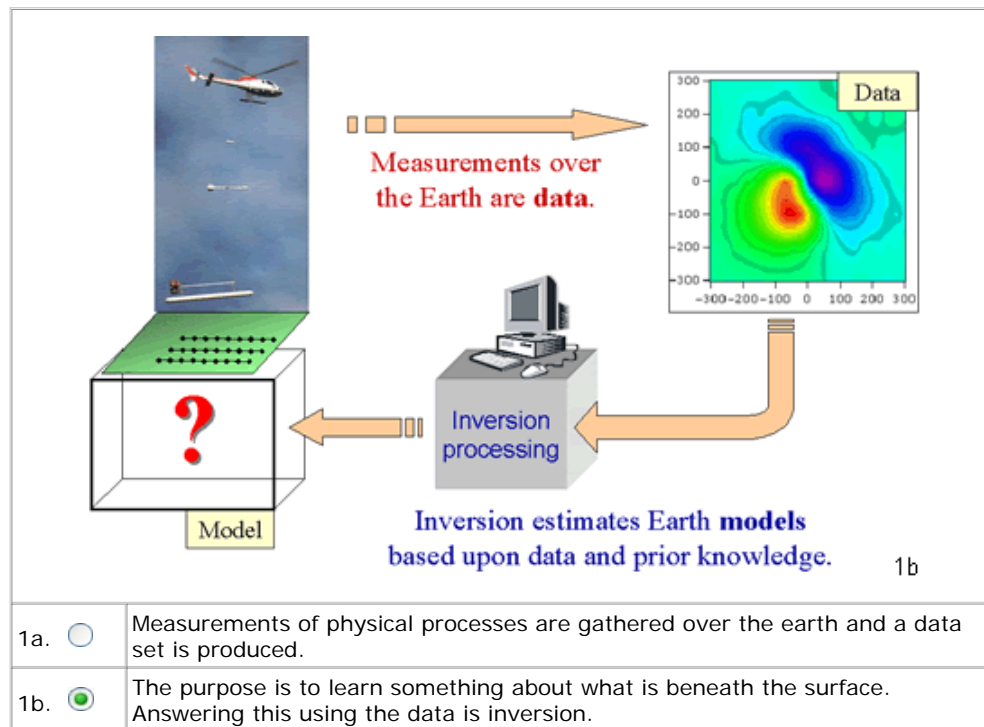 Measurements over
the Earth are data.
Data
300
200
100
0
-100
-200
-300
-300 -200 -100 0 100 200 300
?
Model
Inversion
processing
Inversion estimates Earth models
based upon data and prior knowledge.
1b
1a. Measurements of physical processes are gathered over the earth and a data
set is produced.
1b. The purpose is to learn something about what is beneath the surface.
Answering this using the data is inversion.